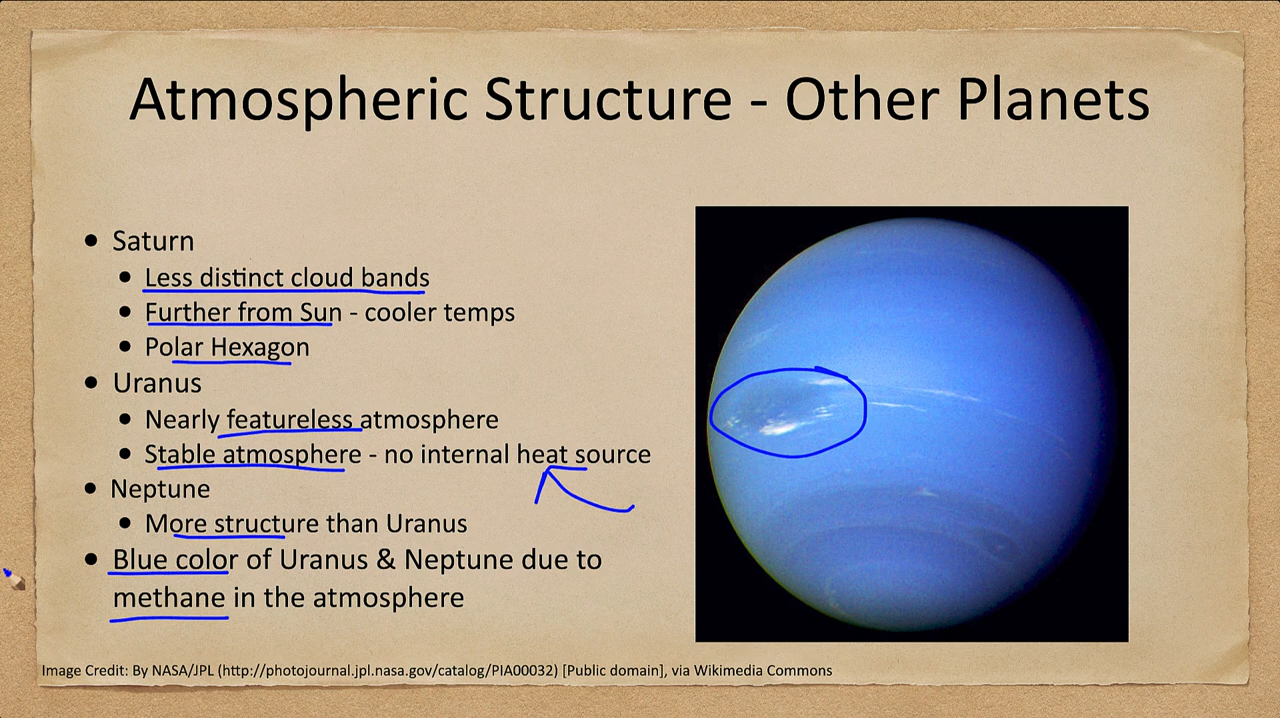 Atmospheric Structure - Other Planets
• Saturn
• Less distinct cloud bands
• Further from Sun - cooler temps
• Polar Hexagon
• Uranus
• Nearly featureless atmosphere
• Stable atmosphere - no internal heat source
• Neptune
• More structure than Uranus
• Blue color of Uranus & Neptune due to
methane in the atmosphere
Image Credit: By NASA/JPL (http://photojournal.jpl.nasa.gov/catalog/PIA00032) [Public domain], via Wikimedia Commons